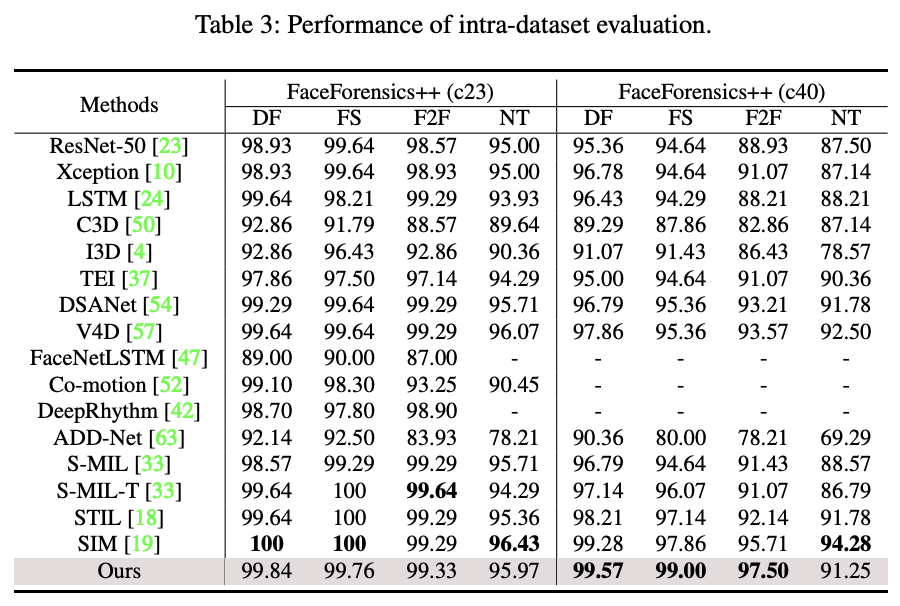 Table 3: Performance of intra-dataset evaluation.
Methods FaceForensics++ (c23) FaceForensics++ (c40)
DF FS F2F NT DF FS F2F NT
ResNet-50 [23] 98.93 99.64 98.57 95.00 95.36 94.64 88.93 87.50
Xception [10] 98.93 99.64 98.93 95.00 96.78 94.64 91.07 87.14
LSTM [24] 99.64 98.21 99.29 93.93 96.43 94.29 88.21 88.21
C3D [50] 92.86 91.79 88.57 89.64 89.29 87.86 82.86 87.14
I3D [4] 92.86 96.43 92.86 90.36 91.07 91.43 86.43 78.57
TEI [37] 97.86 97.50 97.14 94.29 95.00 94.64 91.07 90.36
DSANet [54] 99.29 99.64 99.29 95.71 96.79 95.36 93.21 91.78
V4D [57] 99.64 99.64 99.29 96.07 97.86 95.36 93.57 92.50
FaceNetLSTM [47] 89.00 90.00 87.00 - - - - -
Co-motion [52] 99.10 98.30 93.25 90.45 - - - -
DeepRhythm [42] 98.70 97.80 98.90 - - - - -
ADD-Net [63] 92.14 92.50 83.93 78.21 90.36 80.00 78.21 69.29
S-MIL [33] 98.57 99.29 99.29 95.71 96.79 94.64 91.43 88.57
S-MIL-T [33] 99.64 100 99.64 94.29 97.14 96.07 91.07 86.79
STIL [18] 99.64 100 99.29 95.36 98.21 97.14 92.14 91.78
SIM [19] 100 100 99.29 96.43 99.28 97.86 95.71 94.28
Ours 99.84 99.76 99.33 95.97 99.57 99.00 97.50 91.25